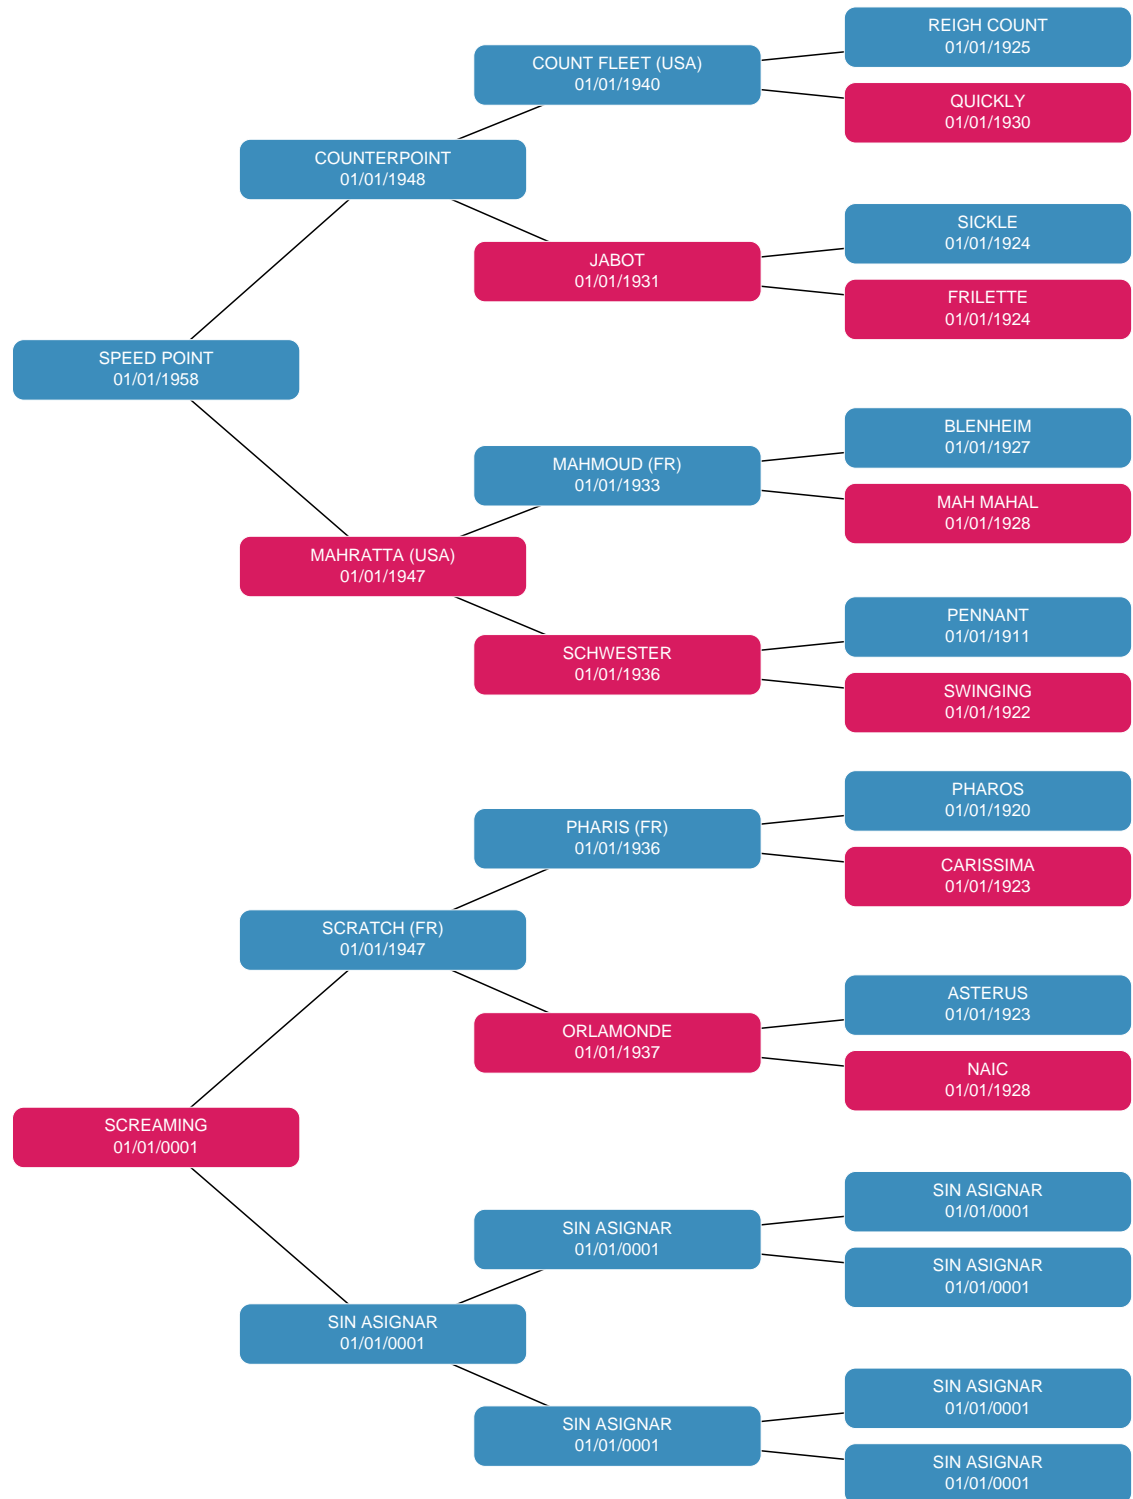 REIGH COUNT
01/01/1925
COUNT FLEET (USA)
01/01/1940
QUICKLY
01/01/1930
COUNTERPOINT
01/01/1948
SICKLE
01/01/1924
JABOT
01/01/1931
FRILETTE
01/01/1924
SPEED POINT
01/01/1958
BLENHEIM
01/01/1927
MAHMOUD (FR)
01/01/1933
MAH MAHAL
01/01/1928
MAHRATTA (USA)
01/01/1947
PENNANT
01/01/1911
SCHWESTER
01/01/1936
SWINGING
01/01/1922
PHAROS
01/01/1920
PHARIS (FR)
01/01/1936
CARISSIMA
01/01/1923
SCRATCH (FR)
01/01/1947
ASTERUS
01/01/1923
ORLAMONDE
01/01/1937
NAIC
01/01/1928
SCREAMING
01/01/0001
SIN ASIGNAR
01/01/0001
SIN ASIGNAR
01/01/0001
SIN ASIGNAR
01/01/0001
SIN ASIGNAR
01/01/0001
SIN ASIGNAR
01/01/0001
SIN ASIGNAR
01/01/0001
SIN ASIGNAR
01/01/0001